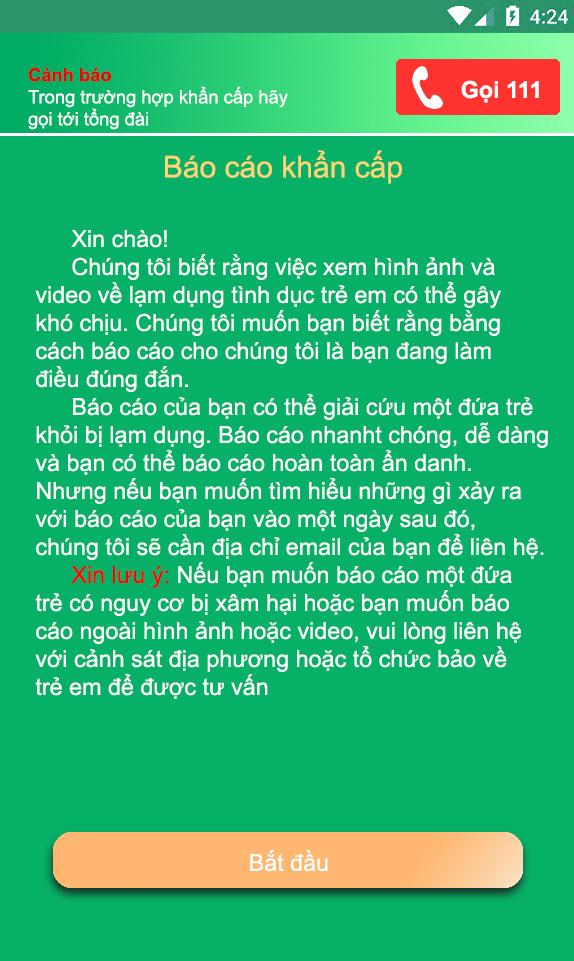 4:24
Cảnh báo
Trong trường hợp khẩn cấp hãy
gọi tới tổng đài
Gọi 111
Báo cáo khẩn cấp
Xin chào!
Chúng tôi biết rằng việc xem hình ảnh và
video về lạm dụng tình dục trẻ em có thể gây
khó chịu. Chúng tôi muốn bạn biết rằng bằng
cách báo cáo cho chúng tôi là bạn đang làm
điều đúng đắn.
Báo cáo của bạn có thể giải cứu một đứa trẻ
khỏi bị lạm dụng. Báo cáo nhanht chóng, dễ dàng
và bạn có thể báo cáo hoàn toàn ẩn danh.
Nhưng nếu bạn muốn tìm hiểu những gì xảy ra
với báo cáo của bạn vào một ngày sau đó,
chúng tôi sẽ cần địa chỉ email của bạn để liên hệ.
Xin lưu ý: Nếu bạn muốn báo cáo một đứa
trẻ có nguy cơ bị xâm hại hoặc bạn muốn báo
cáo ngoài hình ảnh hoặc video, vui lòng liên hệ
với cảnh sát địa phương hoặc tổ chức bảo về
trẻ em để được tư vấn
Bắt đầu